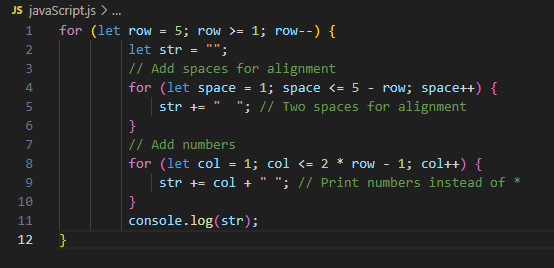 JS javaScript.js > ...
1 for (let row = 5; row >= 1; row--) {
2 let str = "";
3 // Add spaces for alignment
4 for (let space = 1; space <= 5 - row; space++) {
5 str += "  "; // Two spaces for alignment
6 }
7 // Add numbers
8 for (let col = 1; col <= 2 * row - 1; col++) {
9 str += col + " "; // Print numbers instead of *
10 }
11 console.log(str);
12 }